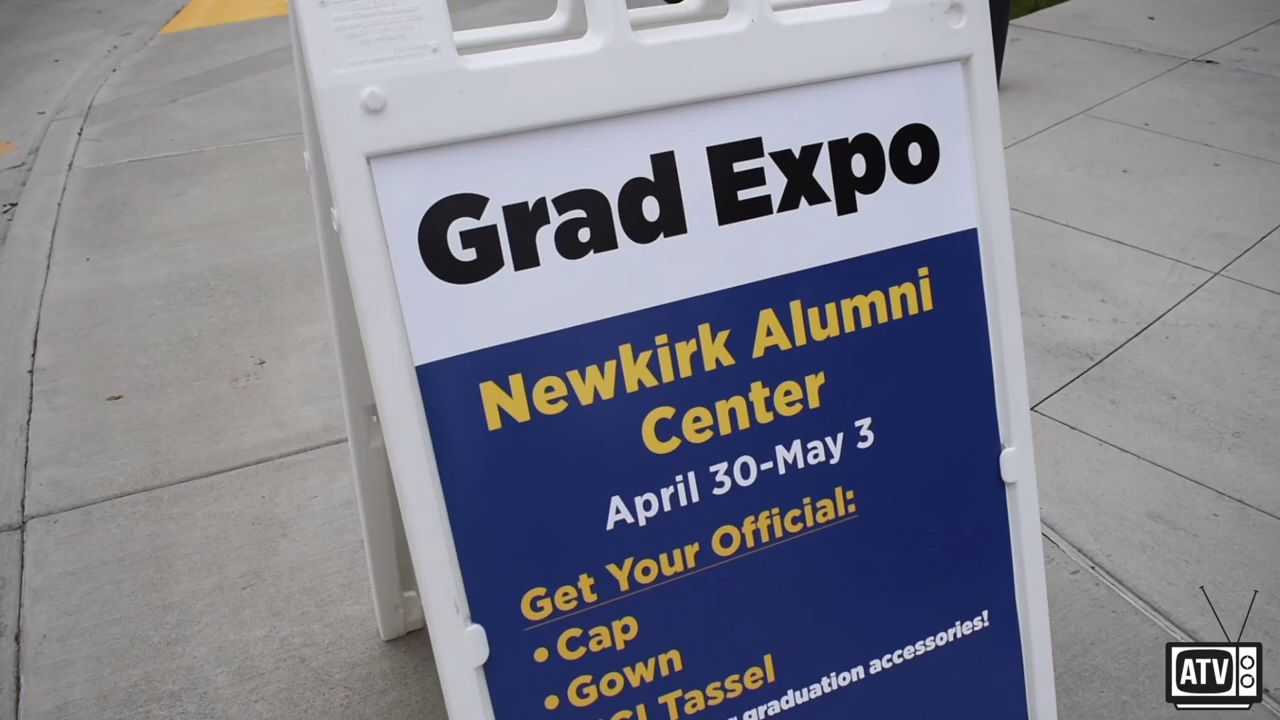 Grad Expo
Newkirk Alumni
Center
April 30-May 3
Get Your Official:
• Cap
• Gown
Tassel
graduation accessories!
ATV